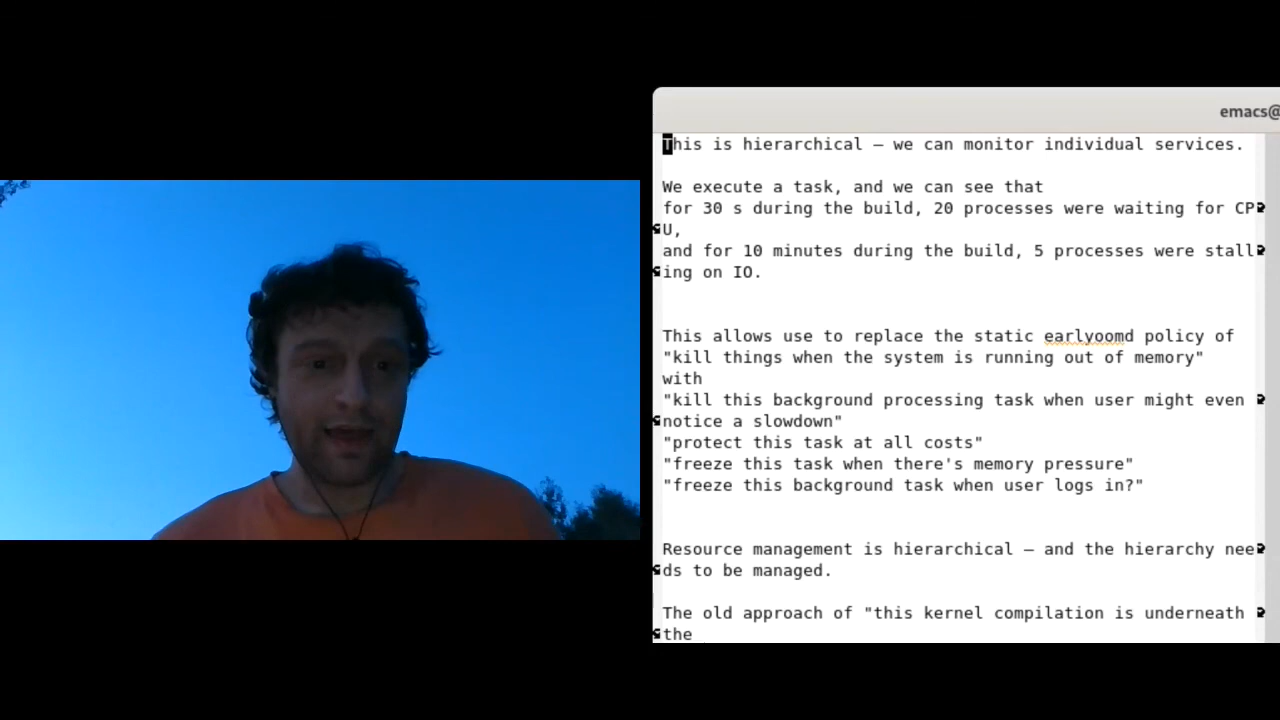 emacs@
This is hierarchical – we can monitor individual services.
We execute a task, and we can see that
for 30 s during the build, 20 processes were waiting for CP
U,
and for 10 minutes during the build, 5 processes were stall
ing on IO.
This allows use to replace the static earlyoomd policy of
"kill things when the system is running out of memory"
with
"kill this background processing task when user might even
notice a slowdown"
"protect this task at all costs"
"freeze this task when there's memory pressure"
"freeze this background task when user logs in?"
Resource management is hierarchical – and the hierarchy nee
ds to be managed.
The old approach of "this kernel compilation is underneath
the